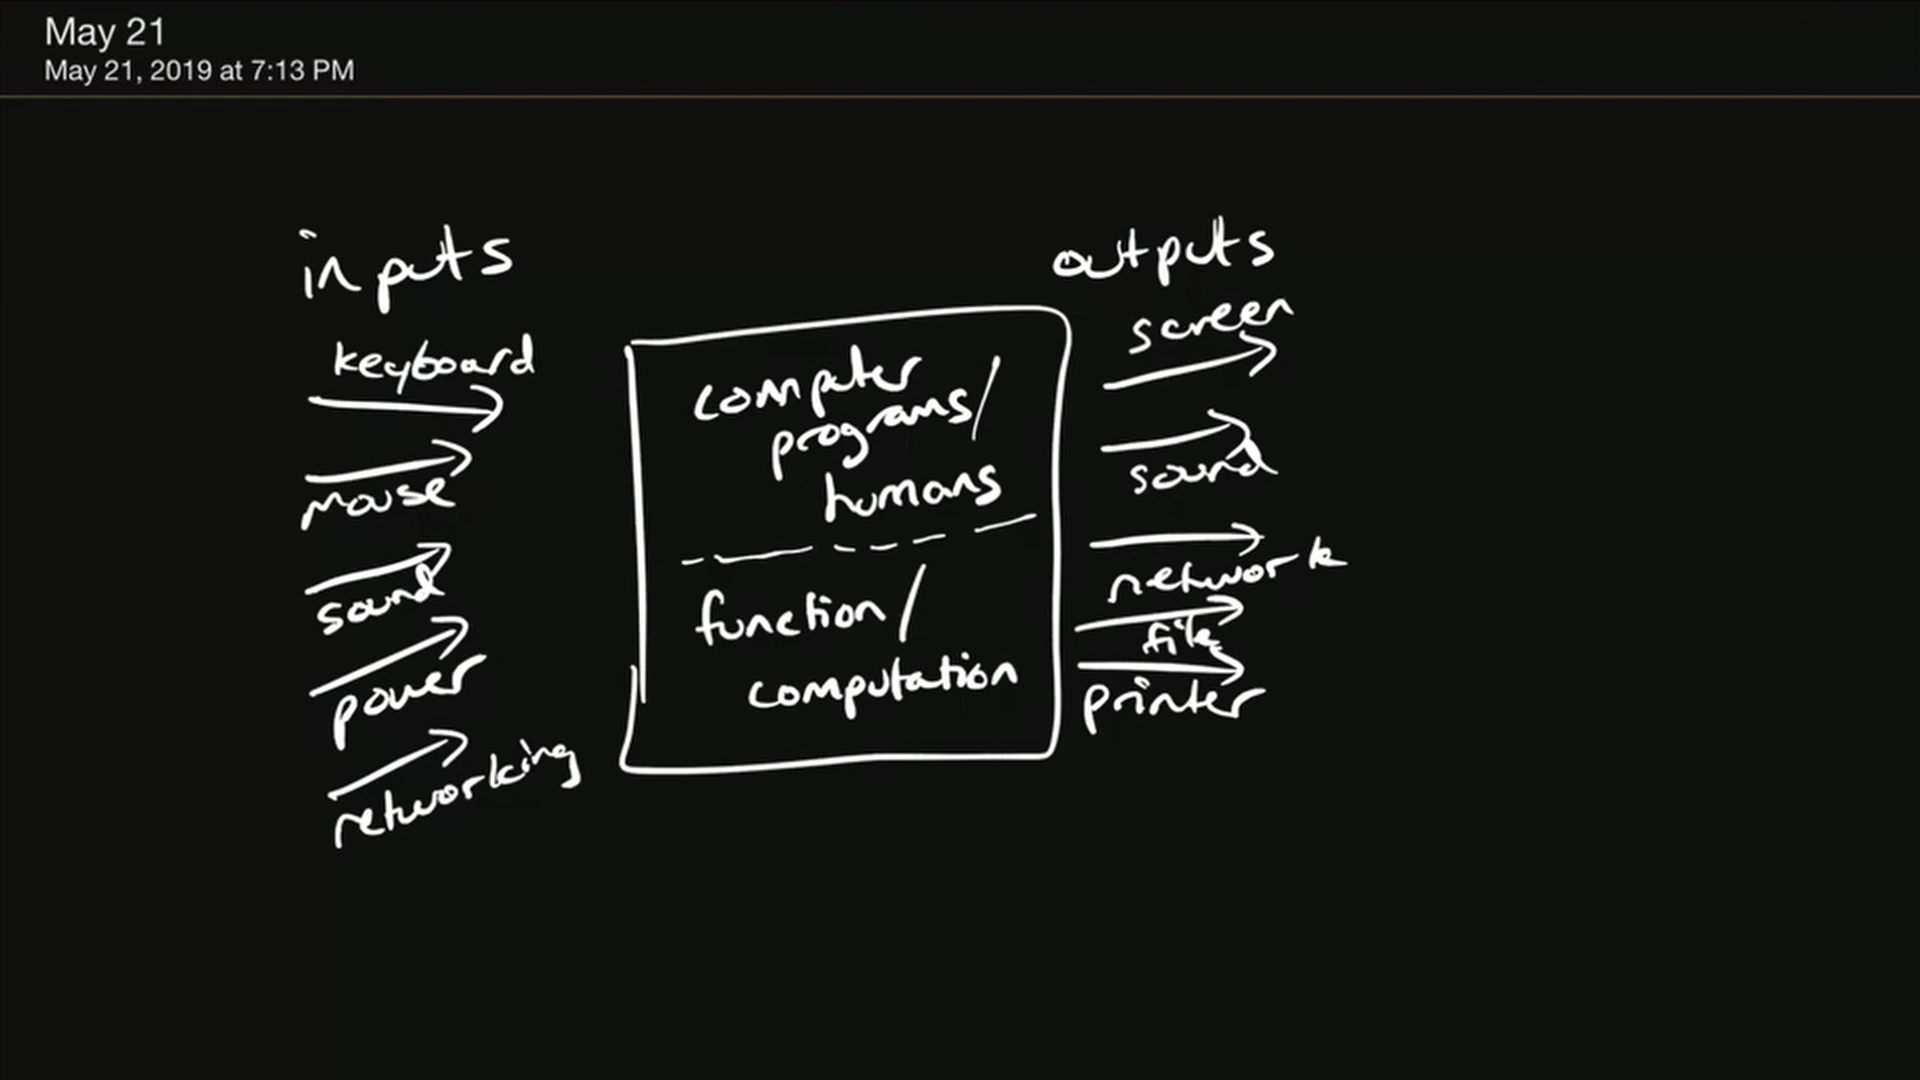 May 21
May 21, 2019 at 7:13 PM
inputs
keyboard
mouse
sound
power
networking
computer
programs/
humans
function/
computation
outputs
screen
sound
network
file
printer